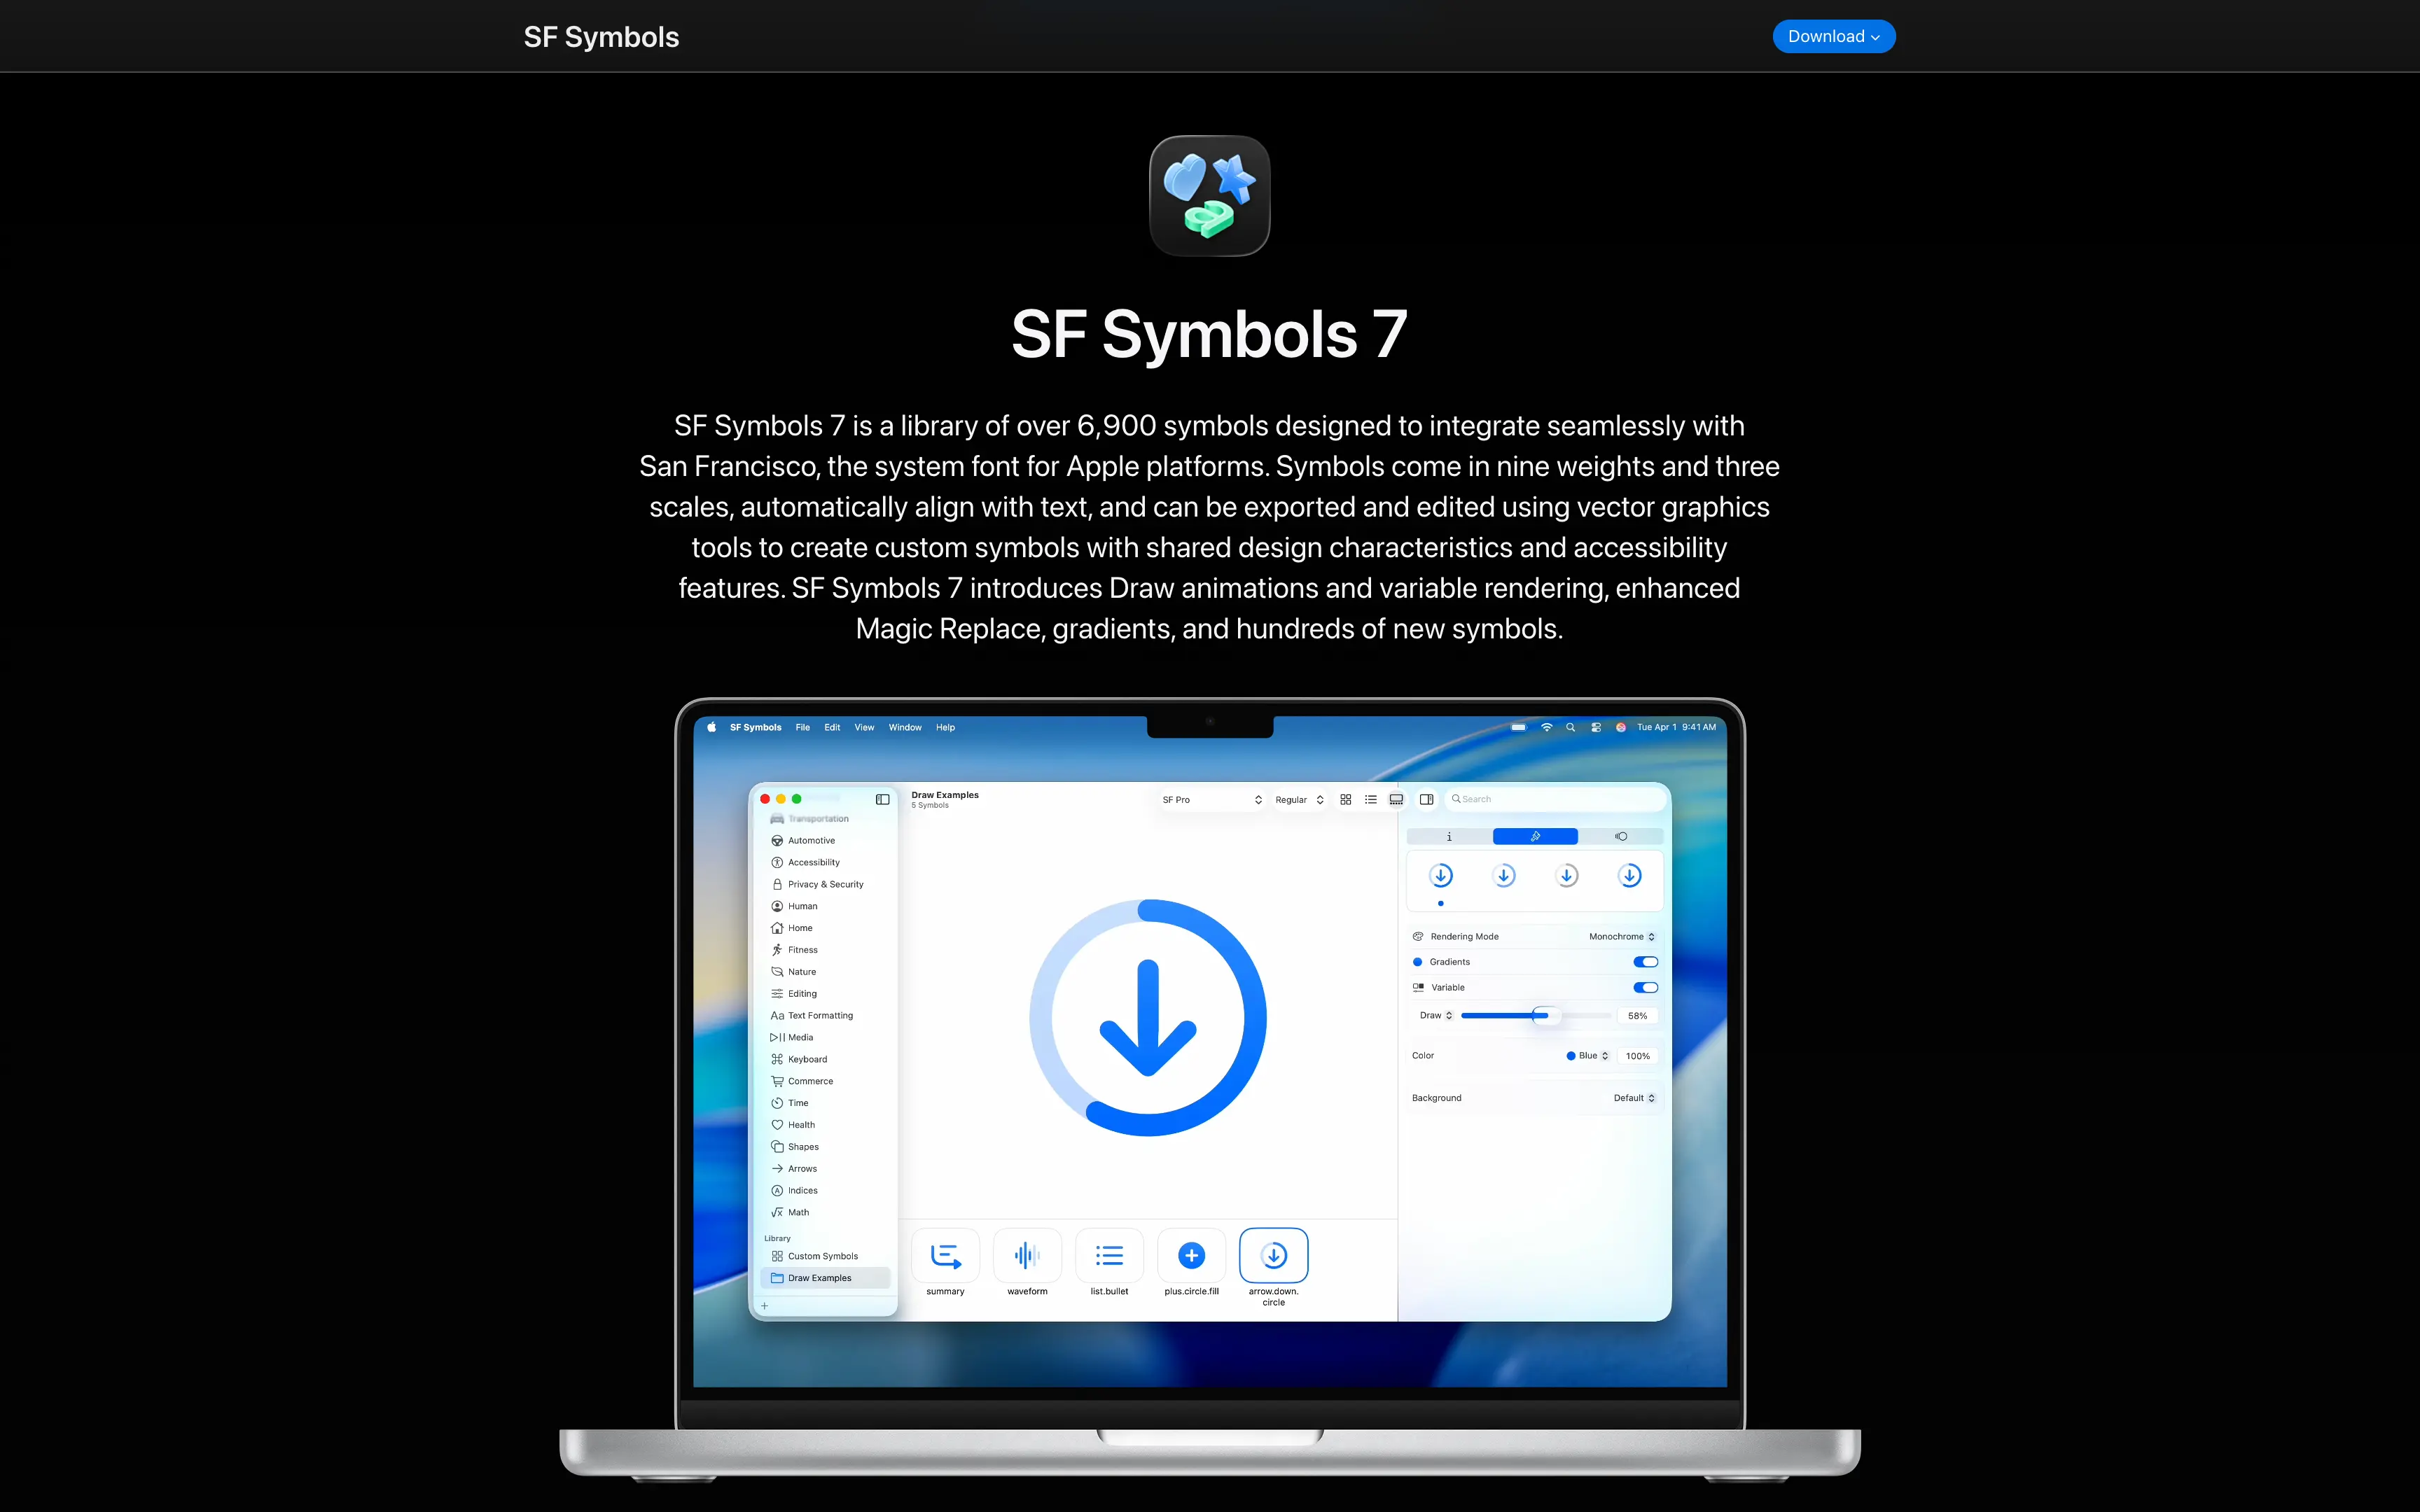 SF Symbols
Download
SF Symbols 7
SF Symbols 7 is a library of over 6,900 symbols designed to integrate seamlessly with
San Francisco, the system font for Apple platforms. Symbols come in nine weights and three
scales, automatically align with text, and can be exported and edited using vector graphics
tools to create custom symbols with shared design characteristics and accessibility
features. SF Symbols 7 introduces Draw animations and variable rendering, enhanced
Magic Replace, gradients, and hundreds of new symbols.
SF Symbols File Edit View Window Help
Tue Apr 1 9:41 AM
Draw Examples
5 Symbols
SF Pro
Regular
Search
Transportation
Automotive
Accessibility
Privacy & Security
Human
Home
Fitness
Nature
Editing
Aa Text Formatting
Media
Keyboard
Commerce
Time
Health
Shapes
Arrows
Indices
Math
Library
Custom Symbols
Draw Examples
summary
waveform
list.bullet
plus.circle.fill
arrow.down.
circle
Rendering Mode Monochrome
Gradients
Variable
Draw 58%
Color Blue 100%
Background Default